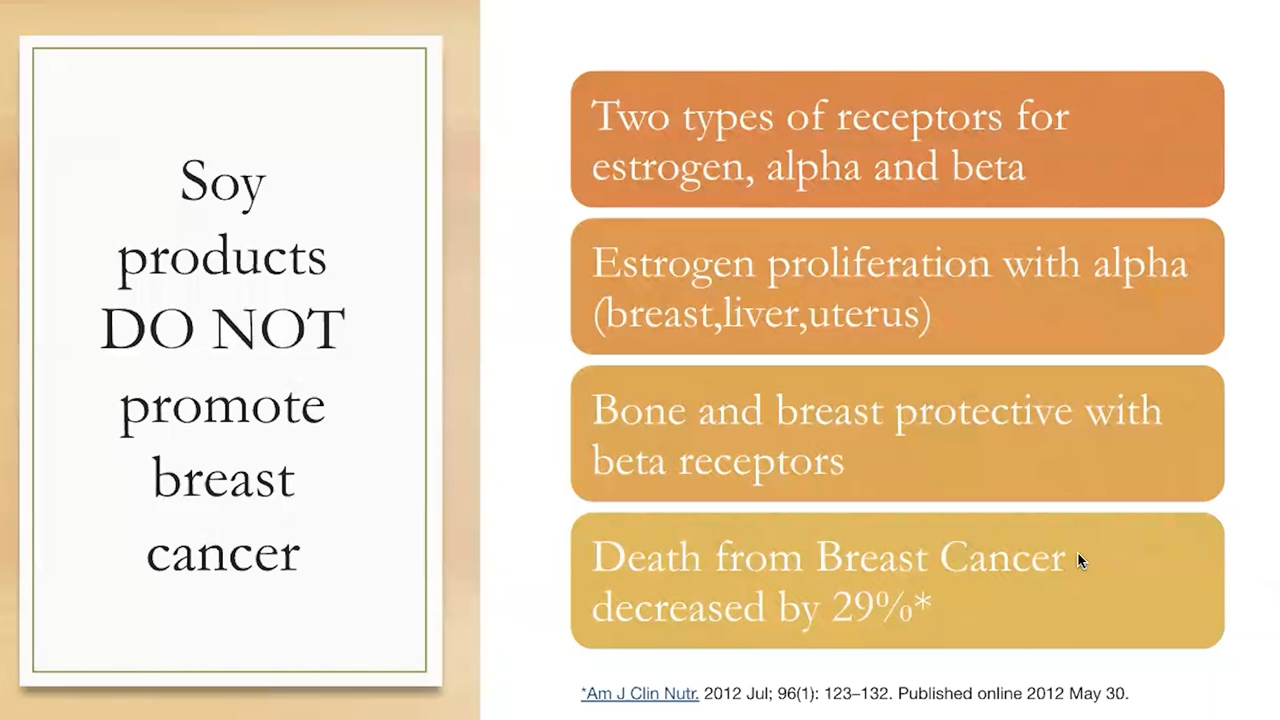 Soy
products
DO NOT
promote
breast
cancer
Two types of receptors for
estrogen, alpha and beta
Estrogen proliferation with alpha
(breast,liver,uterus)
Bone and breast protective with
beta receptors
Death from Breast Cancer
decreased by 29%*
*Am J Clin Nutr. 2012 Jul; 96(1): 123–132. Published online 2012 May 30.